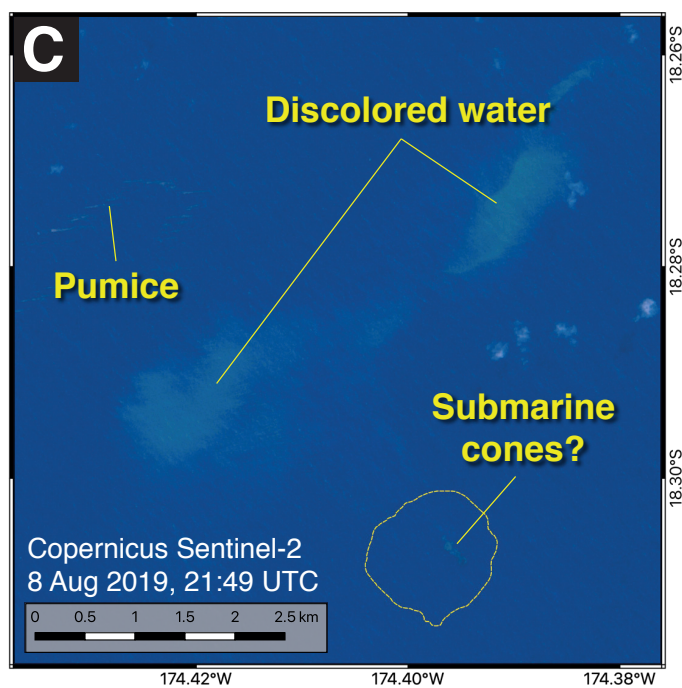 C
Discolored water
Pumice
Submarine
cones?
Copernicus Sentinel-2
8 Aug 2019, 21:49 UTC
0 0.5 1 1.5 2 2.5 km
18.26°S
18.28°S
18.30°S
174.42°W 174.40°W 174.38°W